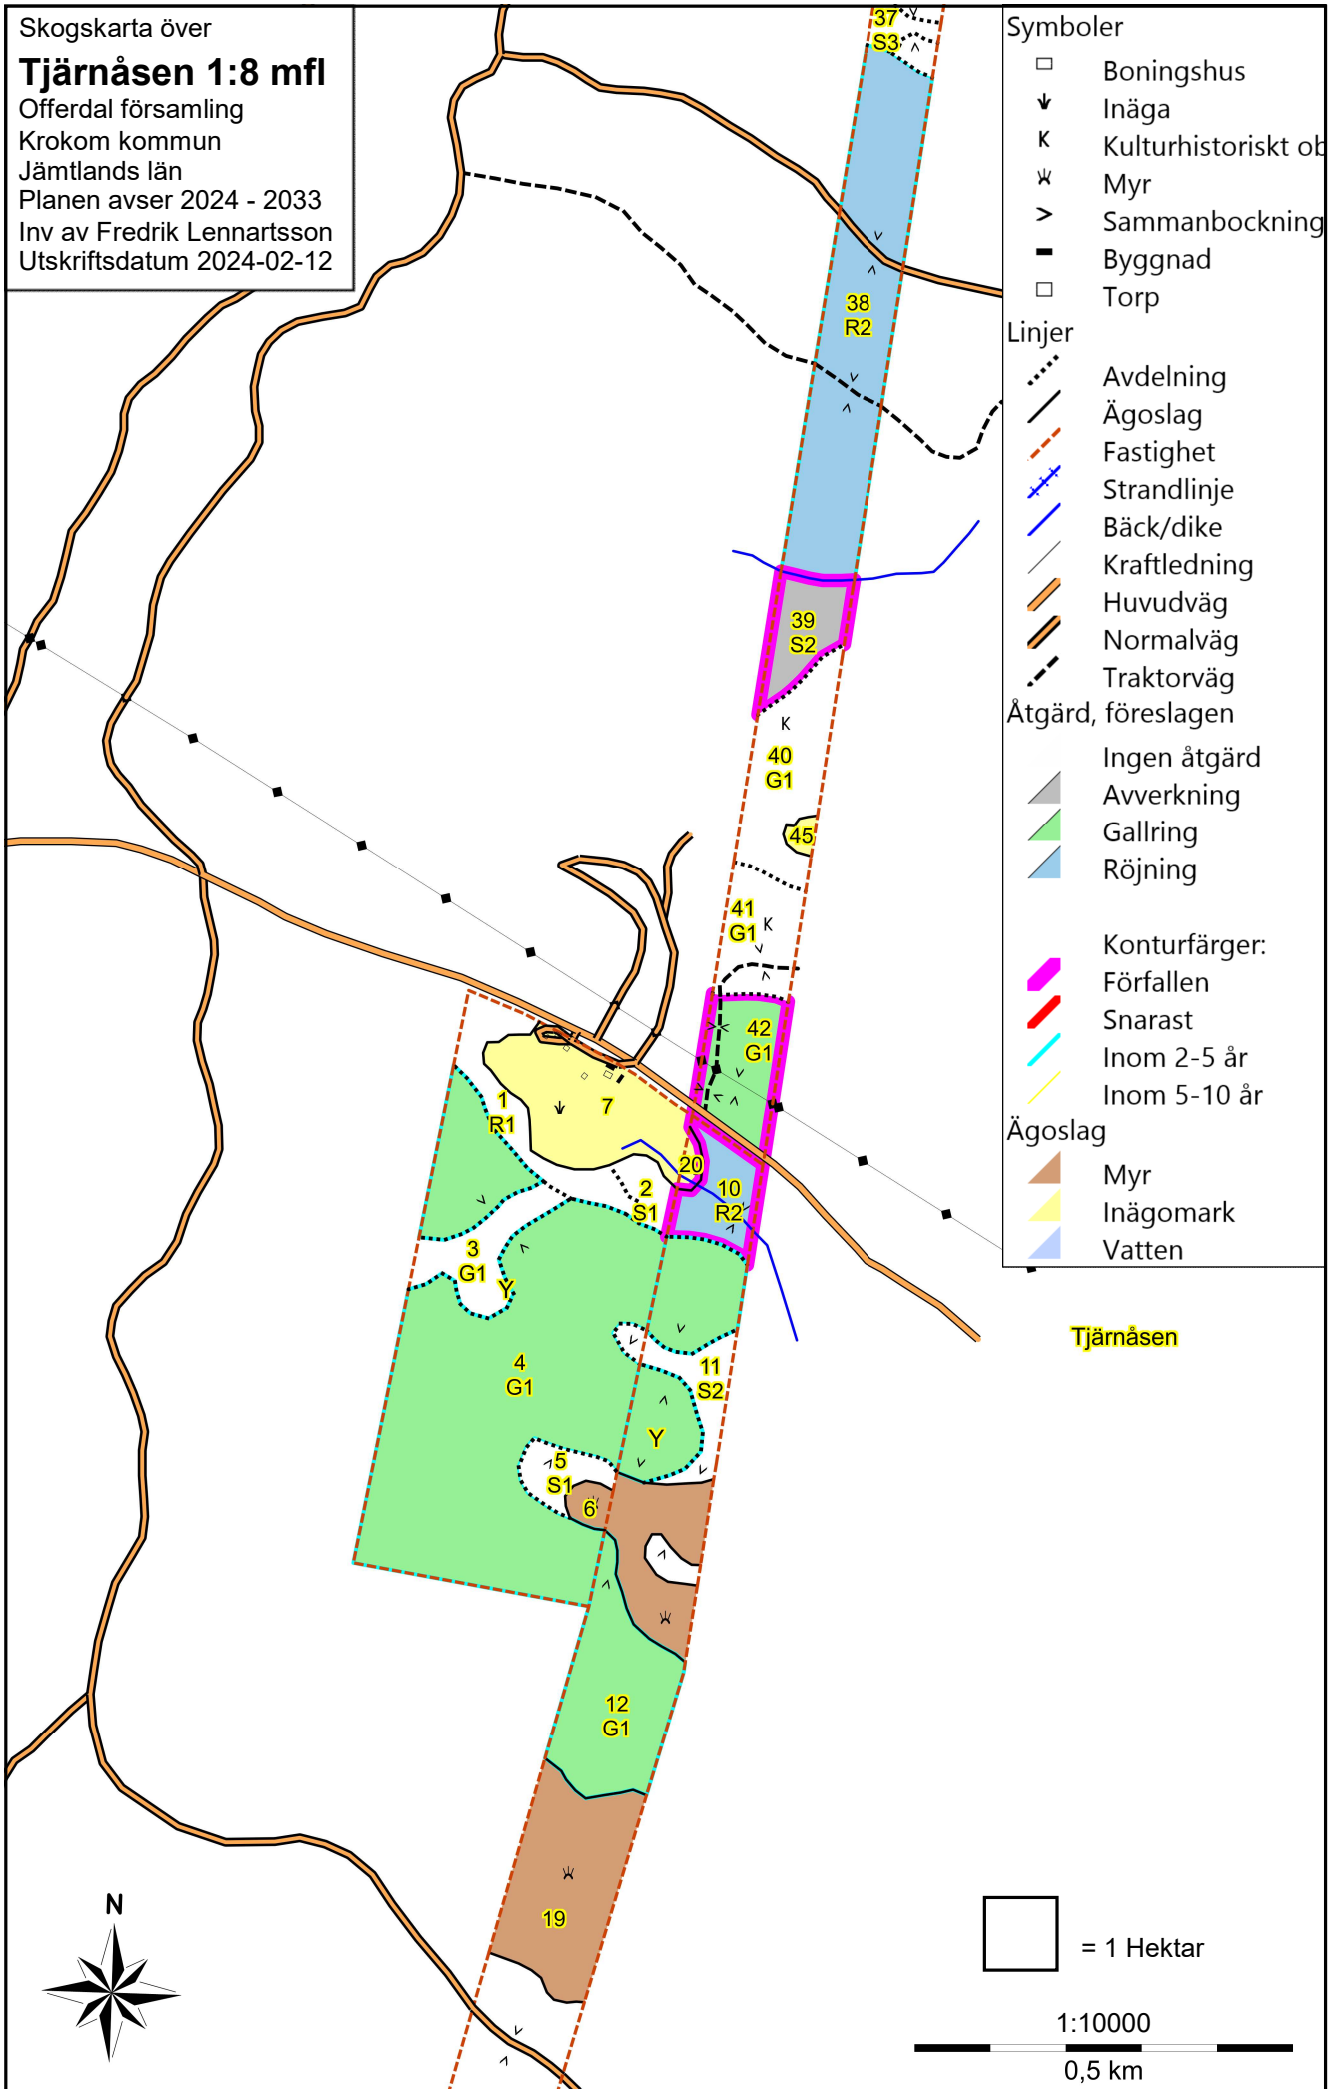 Skogskarta över
Tjärnåsen 1:8 mfl
Offerdal församling
Krokom kommun
Jämtlands län
Planen avser 2024 - 2033
Inv av Fredrik Lennartsson
Utskriftsdatum 2024-02-12
Symboler
Boningshus
Inäga
K Kulturhistoriskt ob
Myr
Sammanbockning
Byggnad
Torp
Linjer
Avdelning
Ägoslag
Fastighet
Strandlinje
Bäck/dike
Kraftledning
Huvudväg
Normalväg
Traktorväg
Åtgärd, föreslagen
Ingen åtgärd
Avverkning
Gallring
Röjning
Konturfärger:
Förfallen
Snarast
Inom 2-5 år
Inom 5-10 år
Ägoslag
Myr
Inägomark
Vatten
37
S3
38
R2
39
S2
K
40
G1
45
41
G1
K
42
G1
1
R1
7
20
10
R2
2
S1
3
G1
Y
4
G1
11
S2
Y
5
S1
6
12
G1
19
Tjärnåsen
N
= 1 Hektar
1:10000
0,5 km